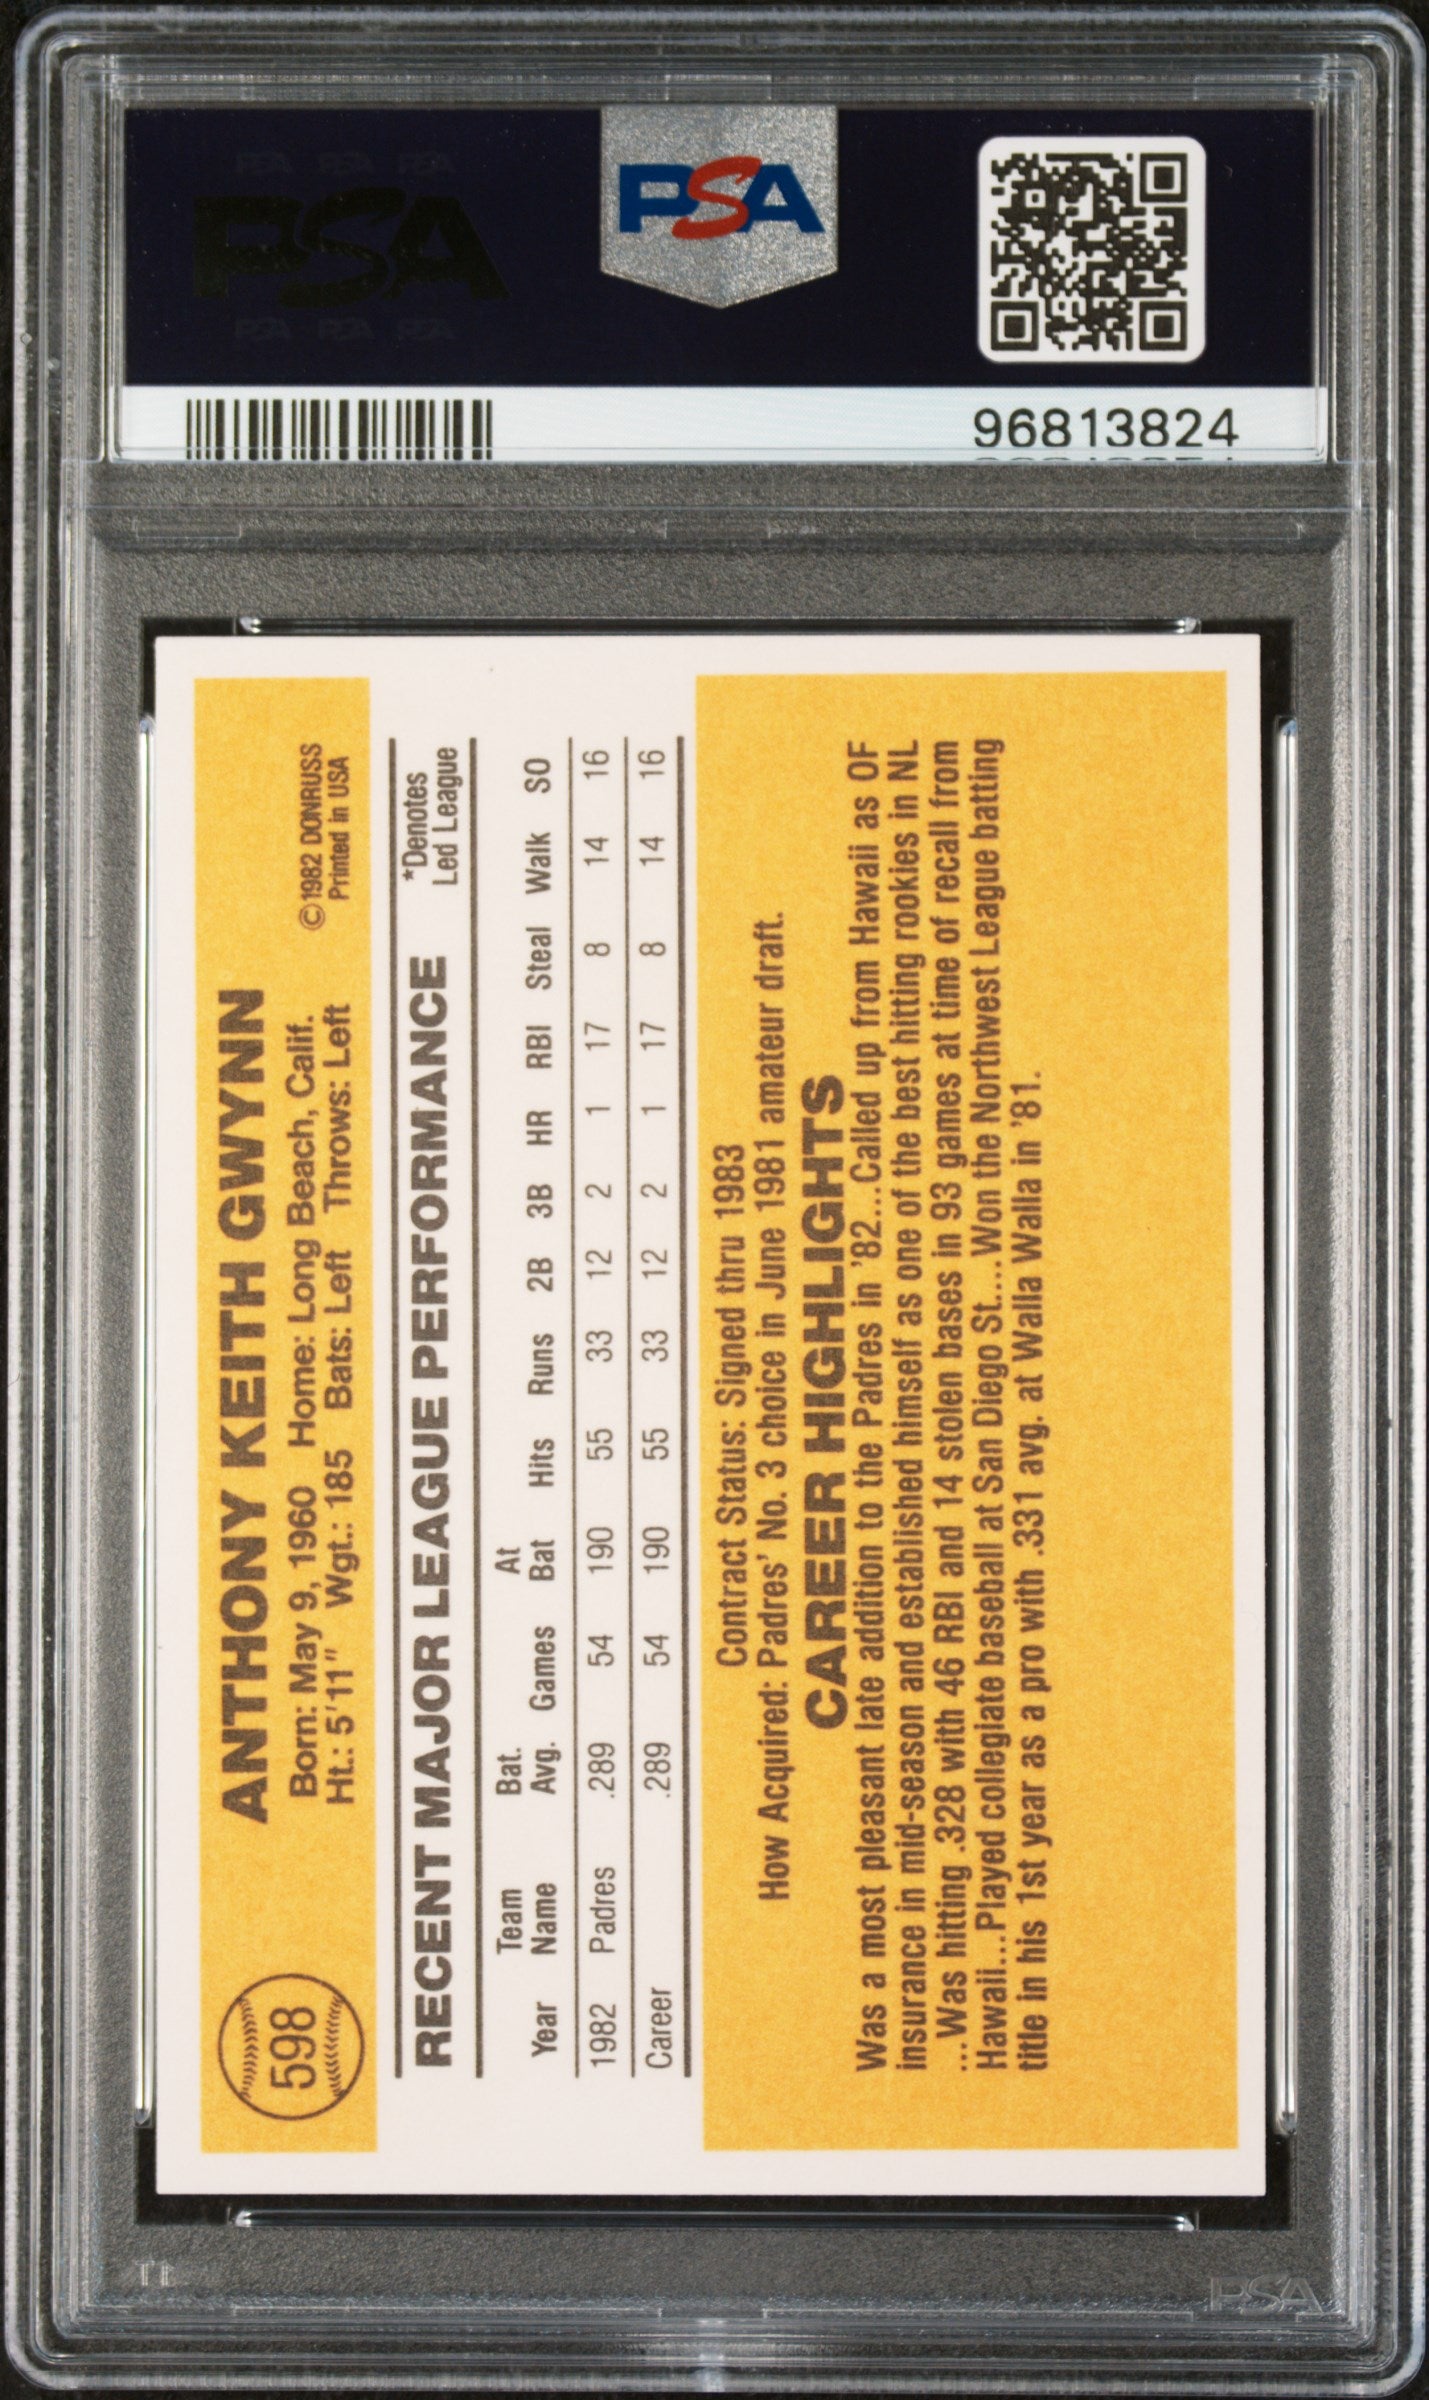 PSA PSA PSA
PSA
PSA PSA PSA
PSA
96813824
598
ANTHONY KEITH GWYNN
Born: May 9, 1960 Home: Long Beach, Calif.
Ht.: 5'11" Wgt.: 185 Bats: Left Throws: Left
©1982 DONRUSS
Printed in USA
RECENT MAJOR LEAGUE PERFORMANCE
*Denotes
Led League
Year Team Name Bat. Avg. Games At Bat Hits Runs 2B 3B HR RBI Steal Walk SO
1982 Padres .289 54 190 55 33 12 2 1 17 8 14 16
Career .289 54 190 55 33 12 2 1 17 8 14 16
Contract Status: Signed thru 1983
How Acquired: Padres' No. 3 choice in June 1981 amateur draft.
CAREER HIGHLIGHTS
Was a most pleasant late addition to the Padres in '82...Called up from Hawaii as OF
insurance in mid-season and established himself as one of the best hitting rookies in NL
...Was hitting .328 with 46 RBI and 14 stolen bases in 93 games at time of recall from
Hawaii...Played collegiate baseball at San Diego St....Won the Northwest League batting
title in his 1st year as a pro with .331 avg. at Walla Walla in '81.
PSA